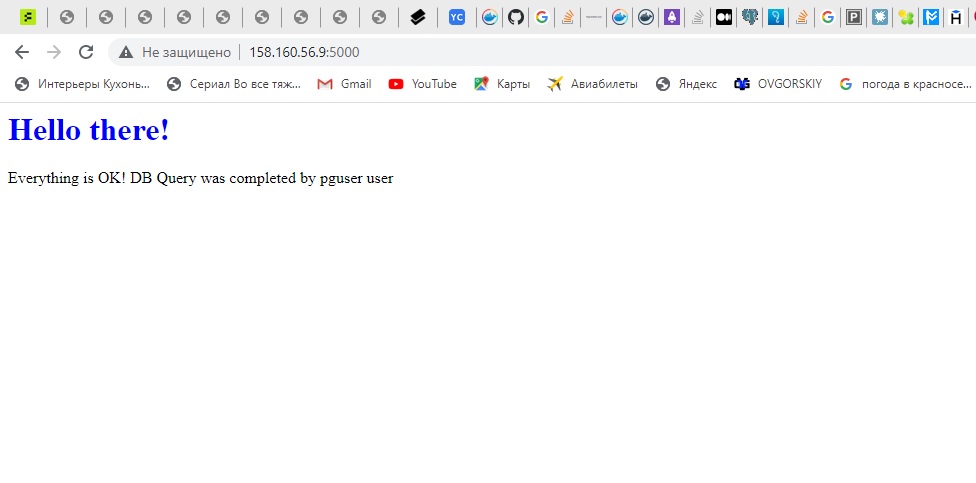 YC
Не защищено
158.160.56.9:5000
Интерьеры Кухонь...
Сериал Во все тяж...
Gmail
YouTube
Карты
Авиабилеты
Яндекс
OVGORSKIY
погода в красносе...
Hello there!
Everything is OK! DB Query was completed by pguser user